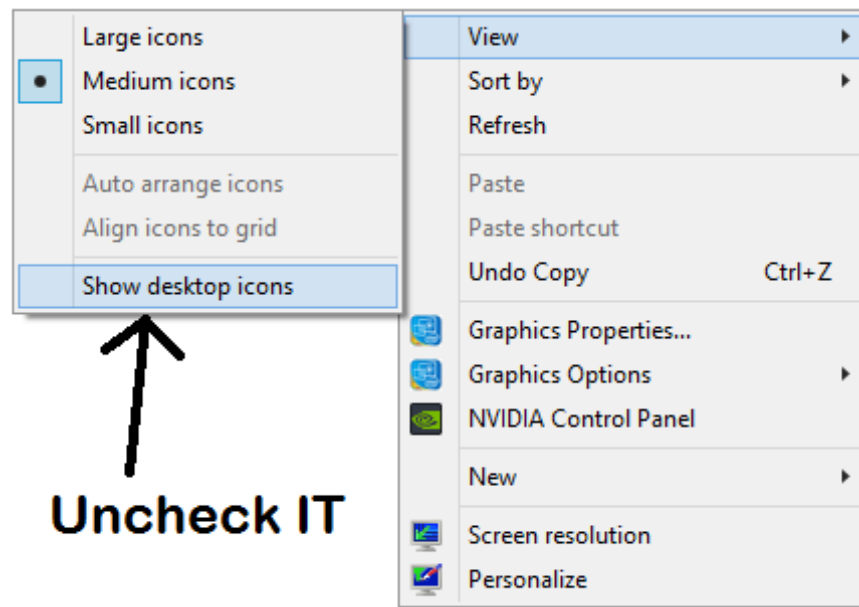 Large icons
Medium icons
Small icons
Auto arrange icons
Align icons to grid
Show desktop icons
View
Sort by
Refresh
Paste
Paste shortcut
Undo Copy Ctrl+Z
Graphics Properties...
Graphics Options
NVIDIA Control Panel
New
Screen resolution
Personalize
Uncheck IT